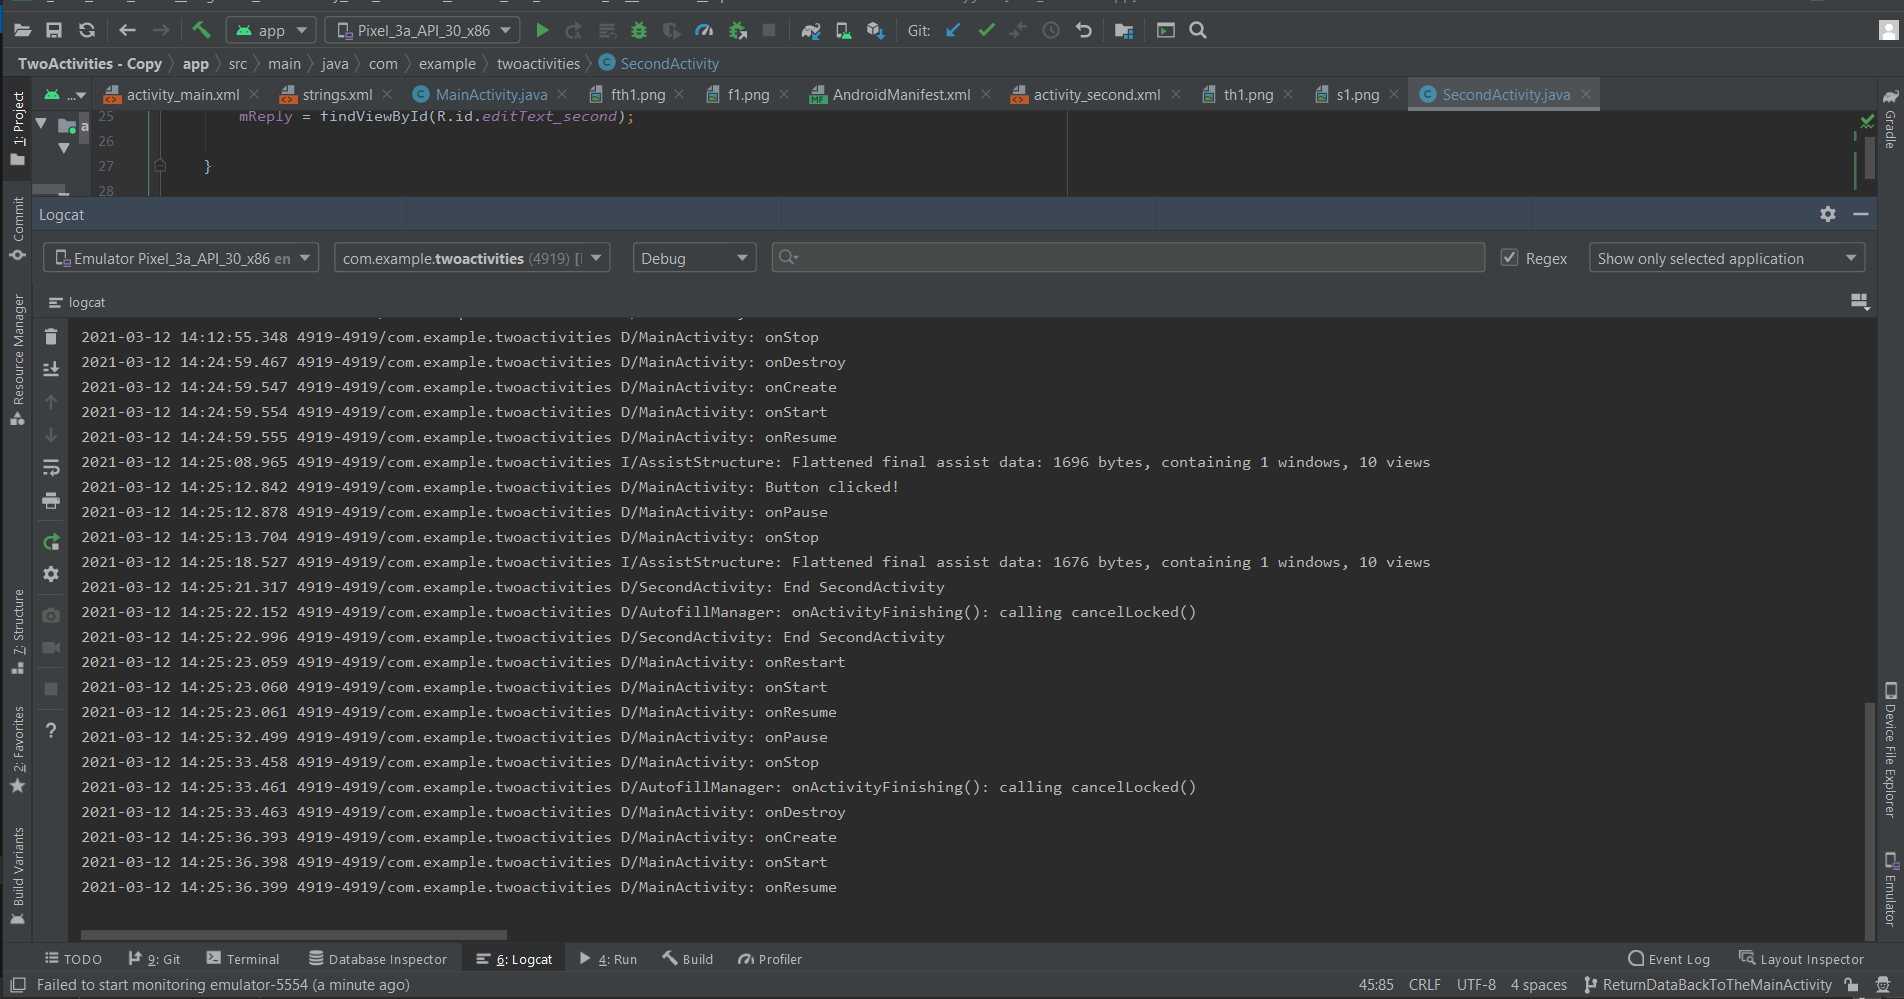 Git:
app
Pixel_3a_API_30_x86
TwoActivities - Copy
app
src
main
java
com
example
twoactivities
SecondActivity
activity_main.xml
strings.xml
MainActivity.java
fth1.png
f1.png
AndroidManifest.xml
activity_second.xml
th1.png
s1.png
SecondActivity.java
25 mReply = findViewById(R.id.editText_second);
26
27 }
28
Logcat
Emulator Pixel_3a_API_30_x86 en
com.example.twoactivities (4919) [
Debug
Regex
Show only selected application
logcat
2021-03-12 14:12:55.348 4919-4919/com.example.twoactivities D/MainActivity: onStop
2021-03-12 14:24:59.467 4919-4919/com.example.twoactivities D/MainActivity: onDestroy
2021-03-12 14:24:59.547 4919-4919/com.example.twoactivities D/MainActivity: onCreate
2021-03-12 14:24:59.554 4919-4919/com.example.twoactivities D/MainActivity: onStart
2021-03-12 14:24:59.555 4919-4919/com.example.twoactivities D/MainActivity: onResume
2021-03-12 14:25:08.965 4919-4919/com.example.twoactivities I/AssistStructure: Flattened final assist data: 1696 bytes, containing 1 windows, 10 views
2021-03-12 14:25:12.842 4919-4919/com.example.twoactivities D/MainActivity: Button clicked!
2021-03-12 14:25:12.878 4919-4919/com.example.twoactivities D/MainActivity: onPause
2021-03-12 14:25:13.704 4919-4919/com.example.twoactivities D/MainActivity: onStop
2021-03-12 14:25:18.527 4919-4919/com.example.twoactivities I/AssistStructure: Flattened final assist data: 1676 bytes, containing 1 windows, 10 views
2021-03-12 14:25:21.317 4919-4919/com.example.twoactivities D/SecondActivity: End SecondActivity
2021-03-12 14:25:22.152 4919-4919/com.example.twoactivities D/AutofillManager: onActivityFinishing(): calling cancelLocked()
2021-03-12 14:25:22.996 4919-4919/com.example.twoactivities D/SecondActivity: End SecondActivity
2021-03-12 14:25:23.059 4919-4919/com.example.twoactivities D/MainActivity: onRestart
2021-03-12 14:25:23.060 4919-4919/com.example.twoactivities D/MainActivity: onStart
2021-03-12 14:25:23.061 4919-4919/com.example.twoactivities D/MainActivity: onResume
2021-03-12 14:25:32.499 4919-4919/com.example.twoactivities D/MainActivity: onPause
2021-03-12 14:25:33.458 4919-4919/com.example.twoactivities D/MainActivity: onStop
2021-03-12 14:25:33.461 4919-4919/com.example.twoactivities D/AutofillManager: onActivityFinishing(): calling cancelLocked()
2021-03-12 14:25:33.463 4919-4919/com.example.twoactivities D/MainActivity: onDestroy
2021-03-12 14:25:36.393 4919-4919/com.example.twoactivities D/MainActivity: onCreate
2021-03-12 14:25:36.398 4919-4919/com.example.twoactivities D/MainActivity: onStart
2021-03-12 14:25:36.399 4919-4919/com.example.twoactivities D/MainActivity: onResume
1: Project
Commit
Resource Manager
7: Structure
2: Favorites
Build Variants
Gradle
Device File Explorer
Emulator
TODO
9: Git
Terminal
Database Inspector
6: Logcat
4: Run
Build
Profiler
Event Log
Layout Inspector
Failed to start monitoring emulator-5554 (a minute ago)
45:85
CRLF
UTF-8
4 spaces
ReturnDataBackToTheMainActivity